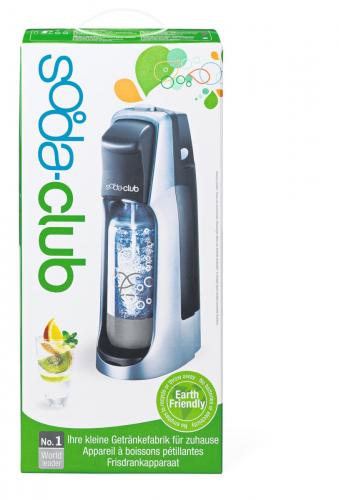 soda-club
soda-club
Earth
Friendly
No. 1
World
leader
Ihre kleine Getränkefabrik für zuhause
Appareil à boissons pétillantes
Frisdrankapparaat